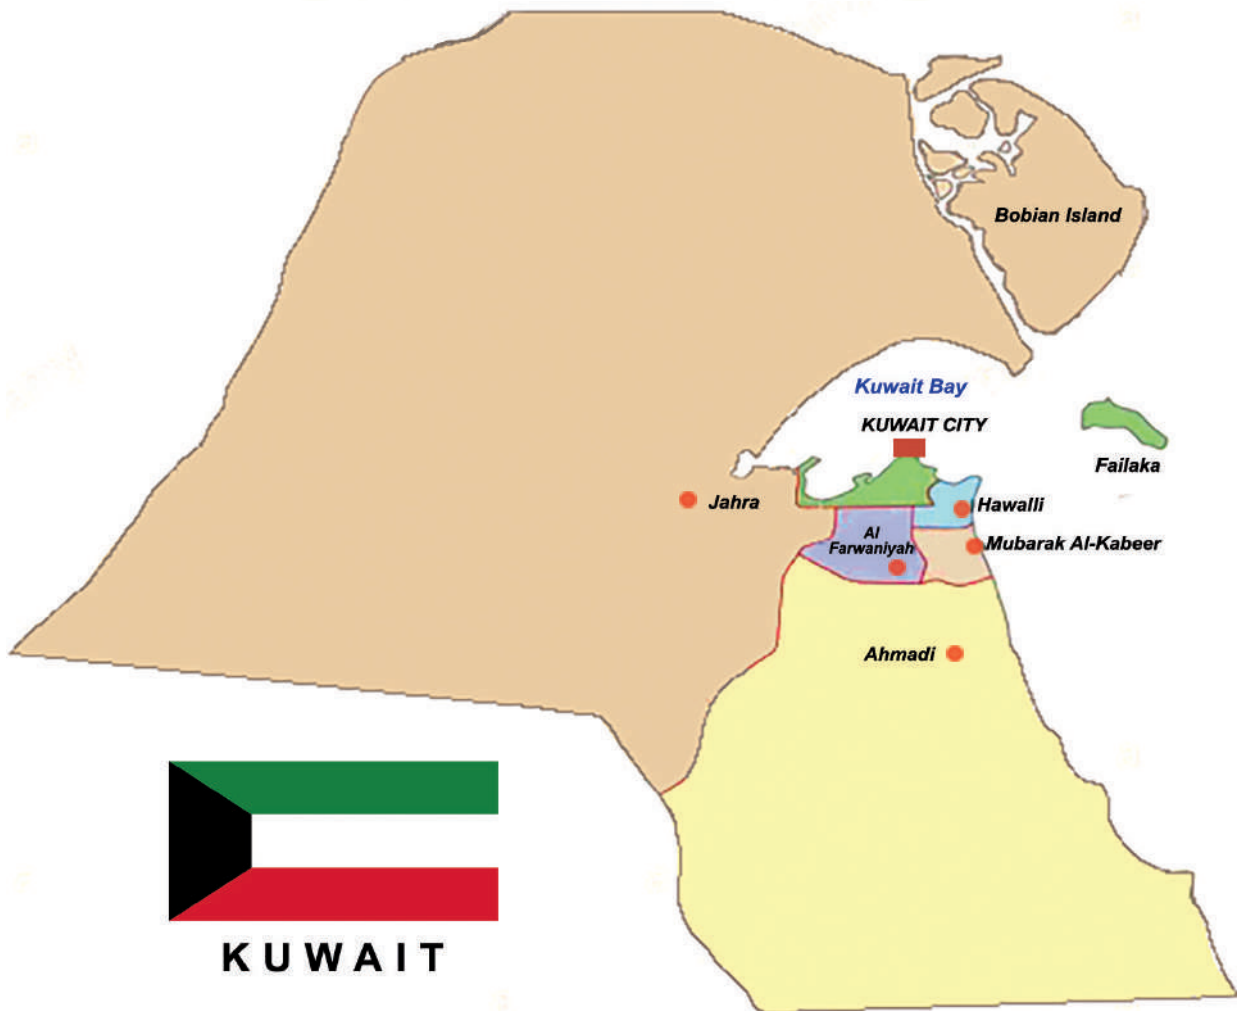 Bobian Island
Kuwait Bay
KUWAIT CITY
Failaka
Jahra
Hawalli
Al
Farwaniyah
Mubarak Al-Kabeer
Ahmadi
KUWAIT